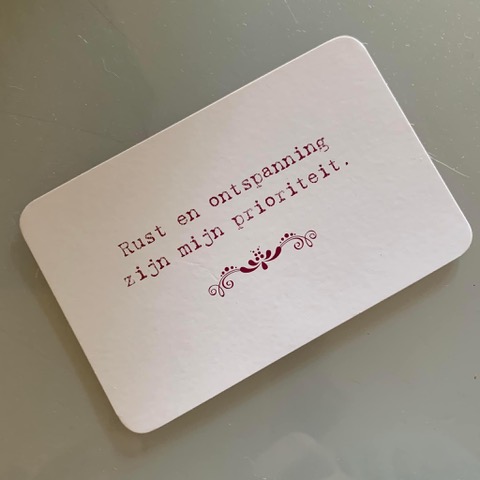 Rust en ontspanning
zijn mijn prioriteit.